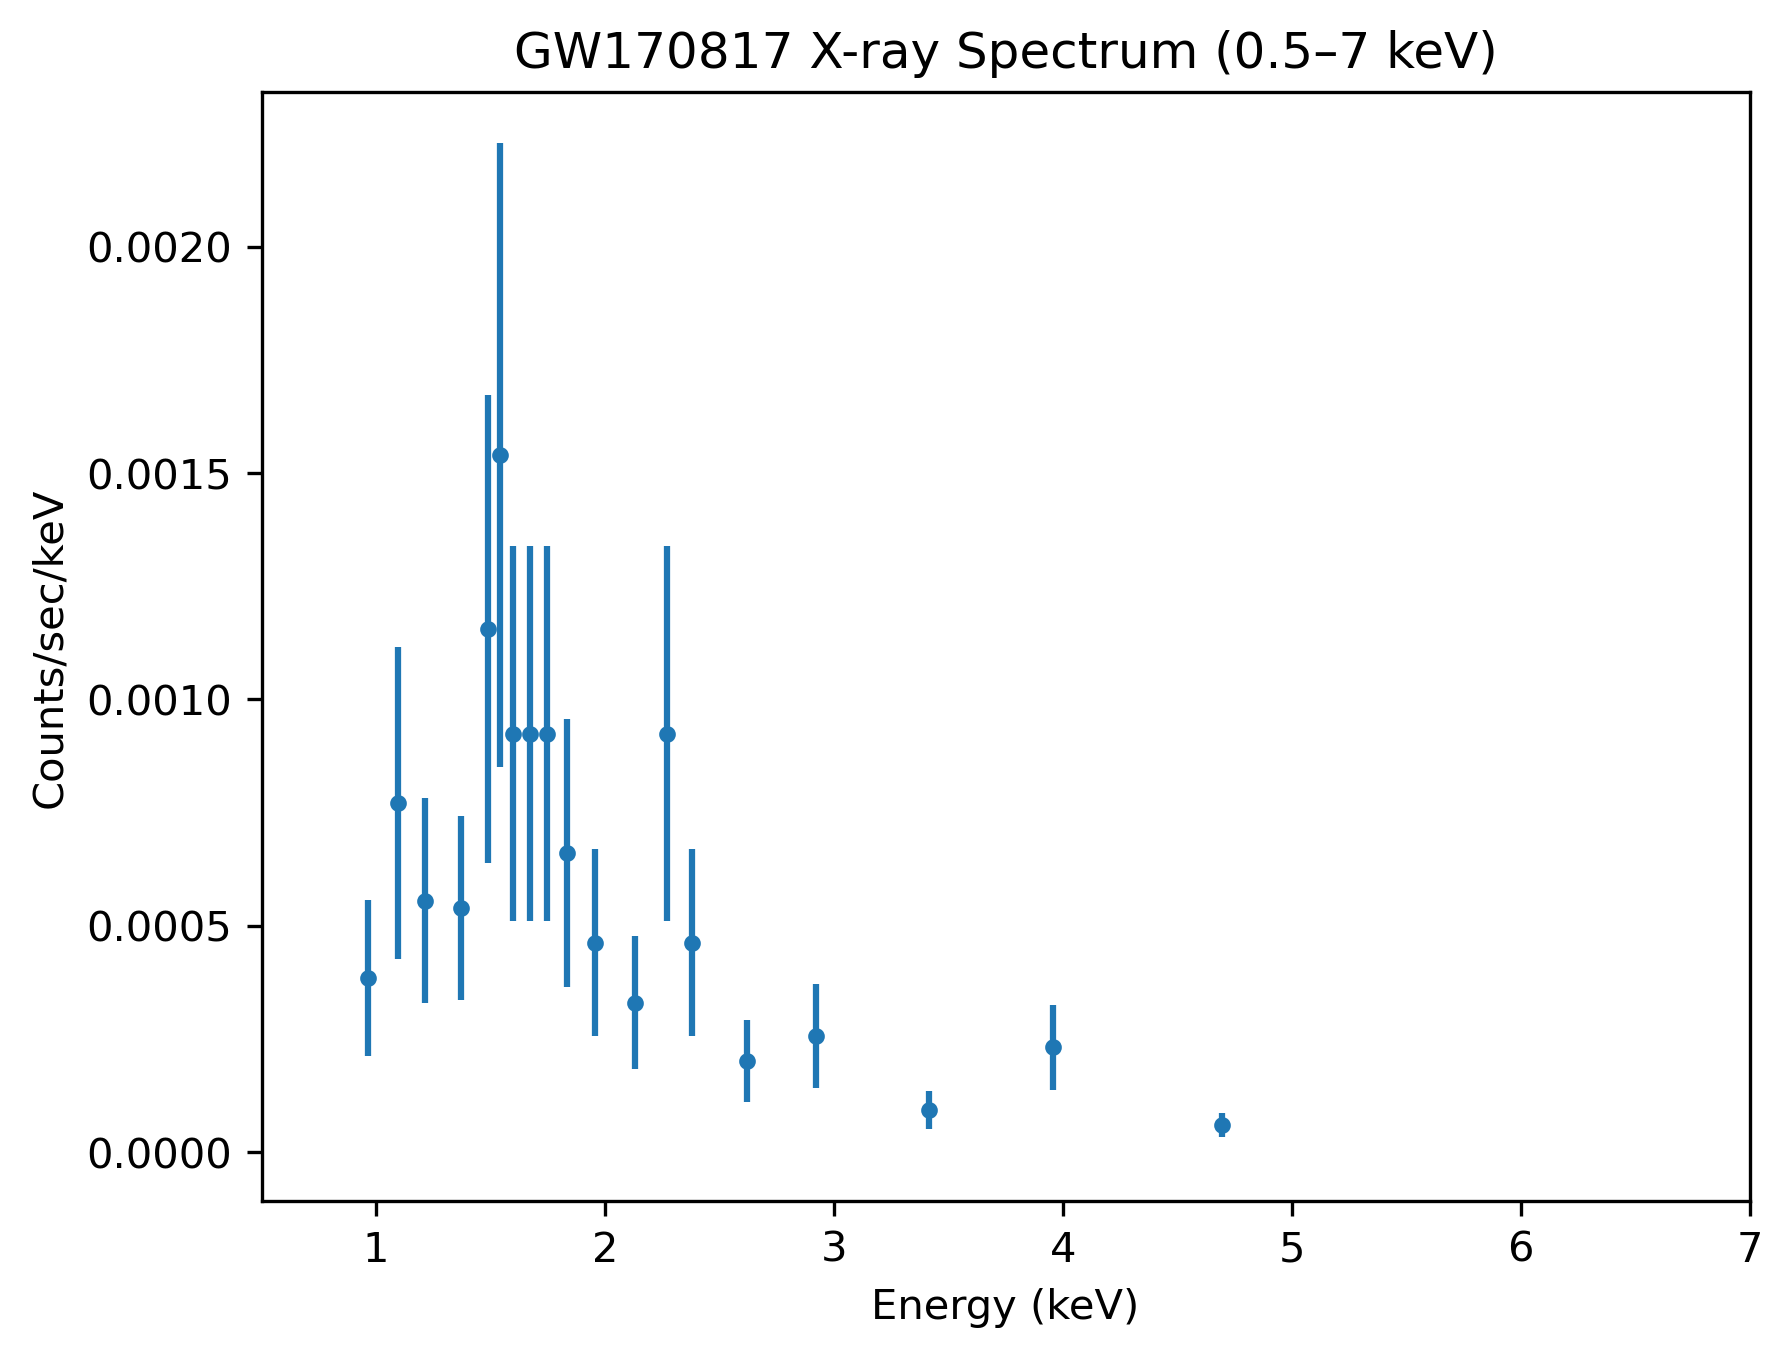 GW170817 X-ray Spectrum (0.5–7 keV)
Counts/sec/keV
0.0020
0.0015
0.0010
0.0005
0.0000
1 2 3 4 5 6 7
Energy (keV)